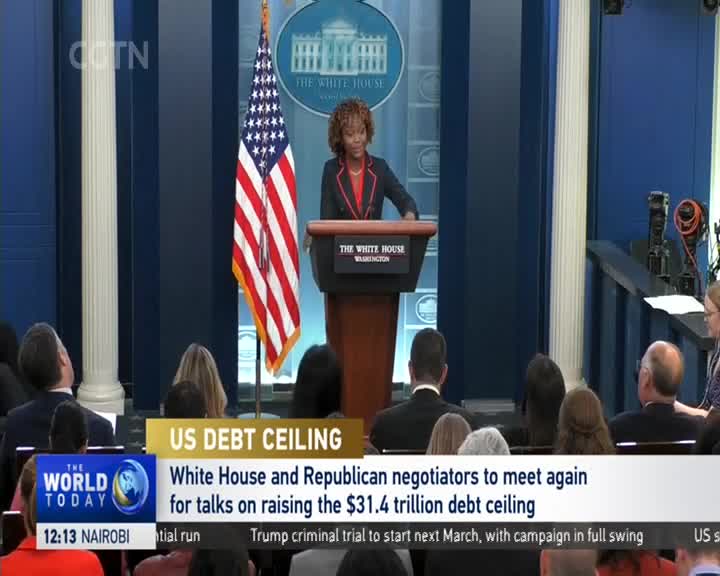 CGTN
THE WHITE HOUSE
WASHINGTON
THE WHITE HOUSE
WASHINGTON
US DEBT CEILING
White House and Republican negotiators to meet again
for talks on raising the $31.4 trillion debt ceiling
THE
WORLD
TODAY
12:13 NAIROBI
ntial run Trump criminal trial to start next March, with campaign in full swing US s